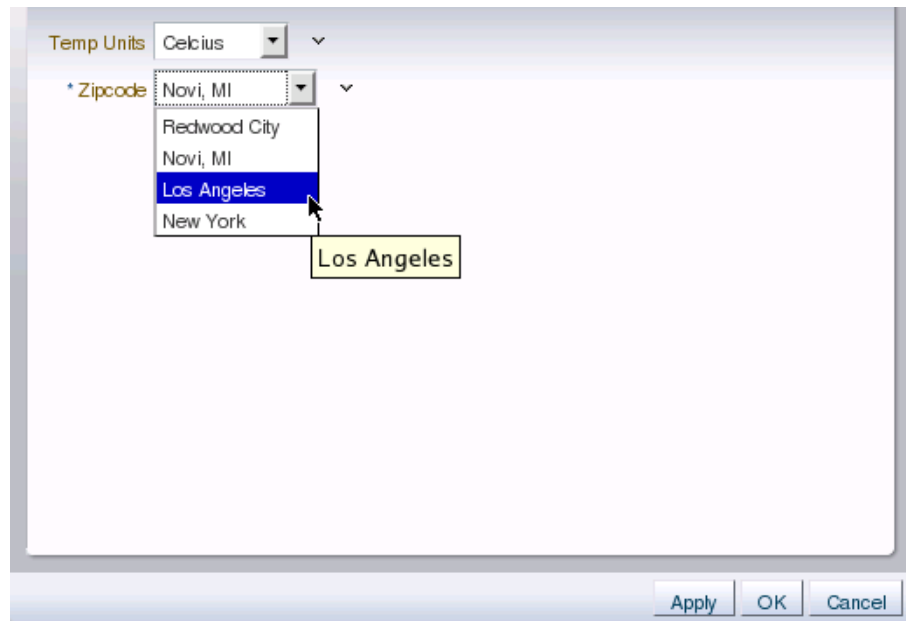 Temp Units Celcius
* Zipcode Novi, MI
Redwood City
Novi, MI
Los Angeles
New York
Los Angeles
Apply OK Cancel